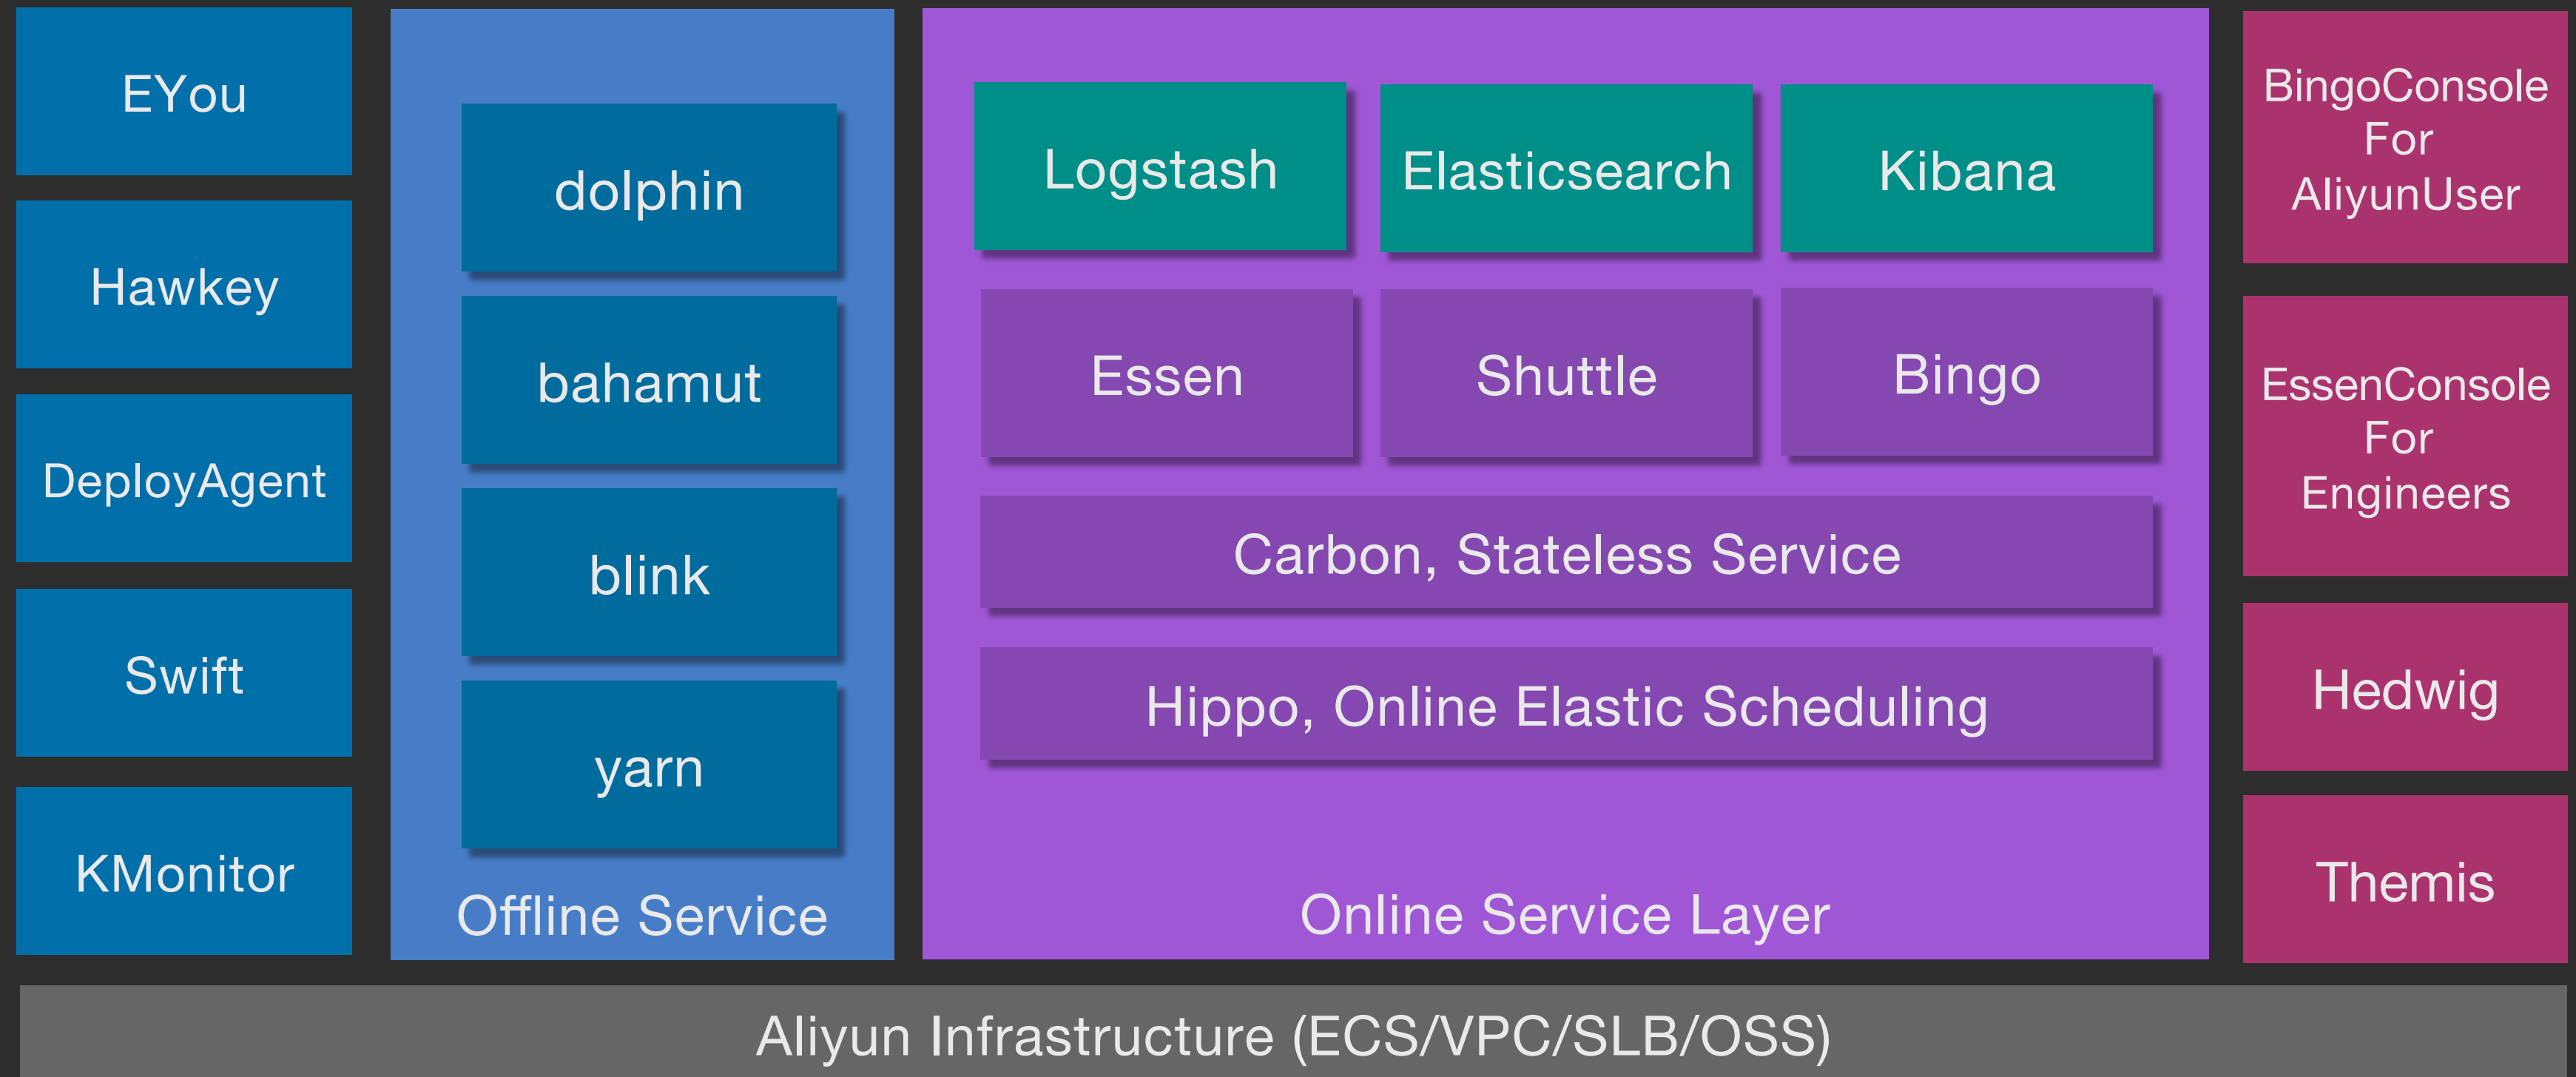 EYou
Hawkey
DeployAgent
Swift
KMonitor
dolphin
bahamut
blink
yarn
Offline Service
Logstash
Elasticsearch
Kibana
Essen
Shuttle
Bingo
Carbon, Stateless Service
Hippo, Online Elastic Scheduling
Online Service Layer
BingoConsole
For
AliyunUser
EssenConsole
For
Engineers
Hedwig
Themis
Aliyun Infrastructure (ECS/VPC/SLB/OSS)